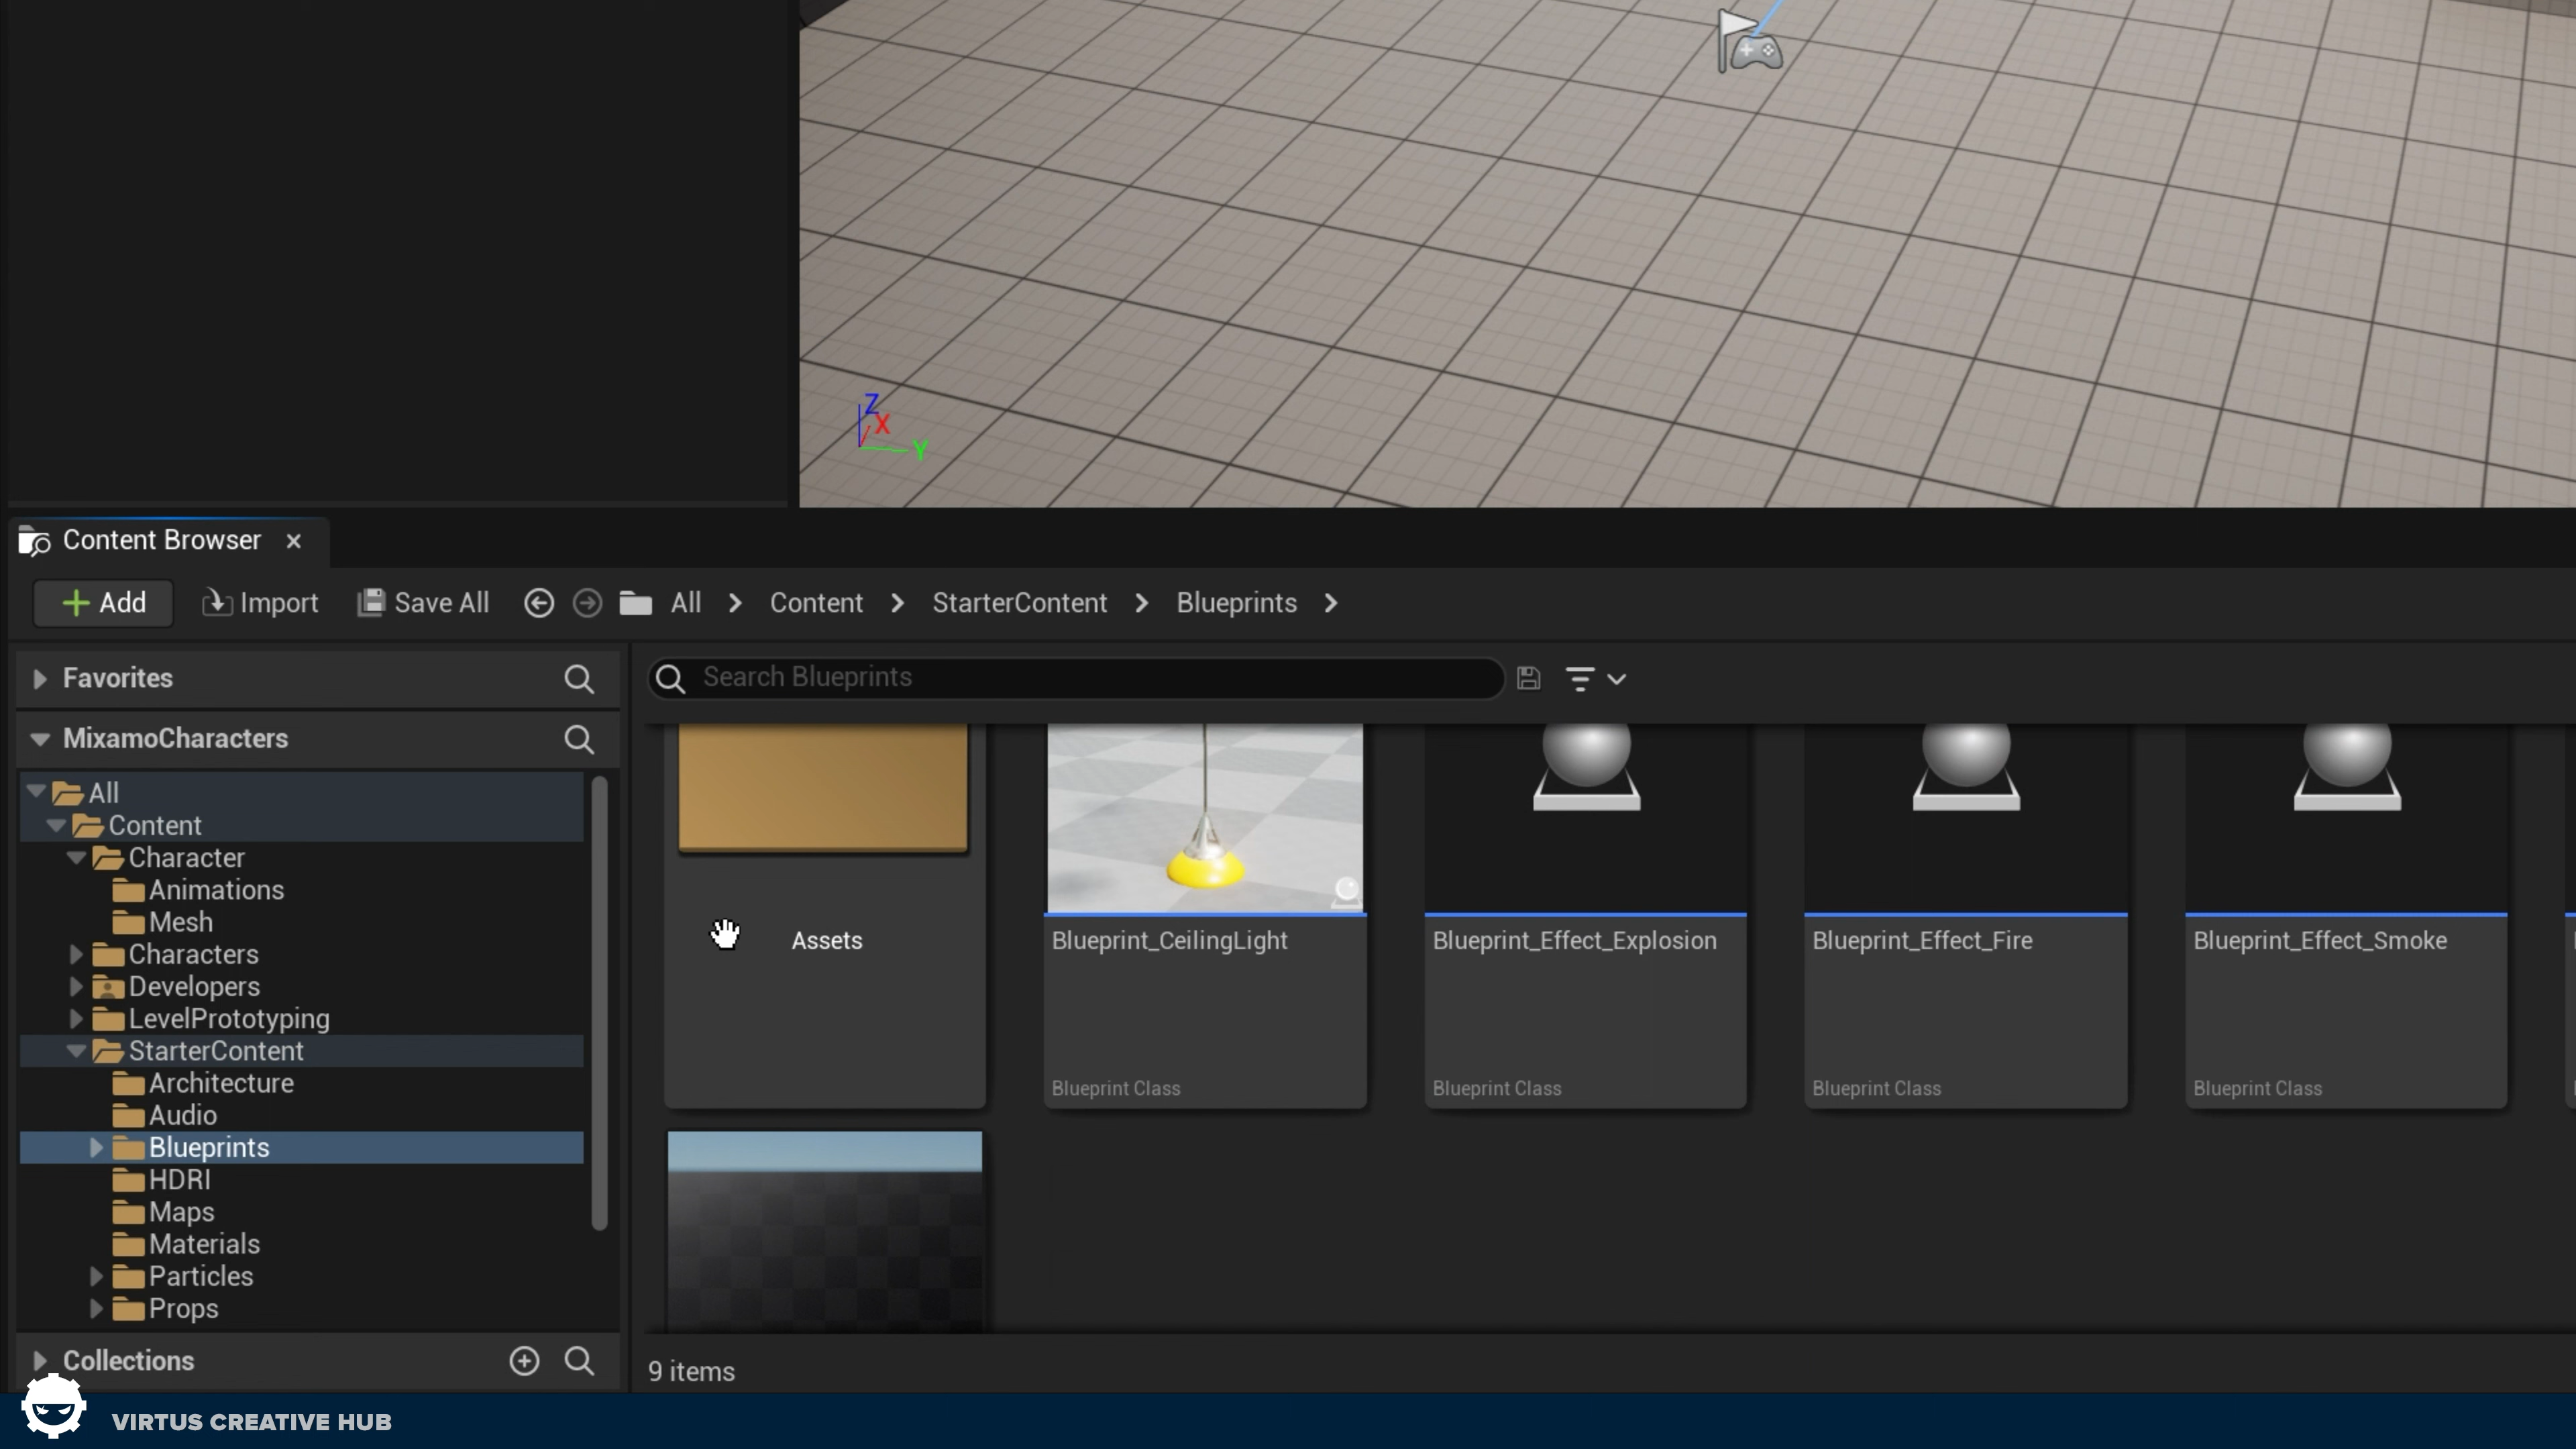 Z
X
Y
Content Browser
Add Import Save All All Content StarterContent Blueprints
Favorites
Search Blueprints
MixamoCharacters
All
Content
Character
Animations
Mesh
Characters
Developers
LevelPrototyping
StarterContent
Architecture
Audio
Blueprints
HDRI
Maps
Materials
Particles
Props
Collections
Assets
Blueprint_CeilingLight
Blueprint Class
Blueprint_Effect_Explosion
Blueprint Class
Blueprint_Effect_Fire
Blueprint Class
Blueprint_Effect_Smoke
Blueprint Class
9 items
VIRTUS CREATIVE HUB